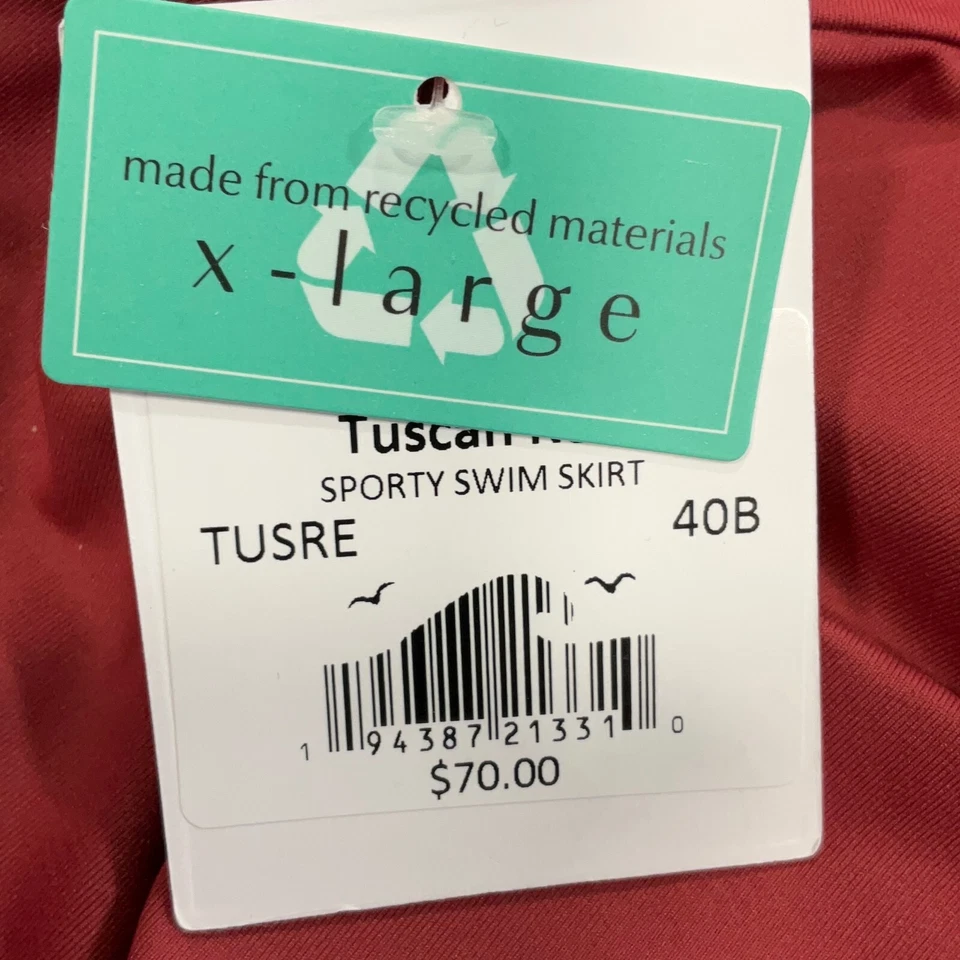 made from recycled materials
x-large
Tuscan
SPORTY SWIM SKIRT
TUSRE
40B
1 94387 21331 0
$70.00